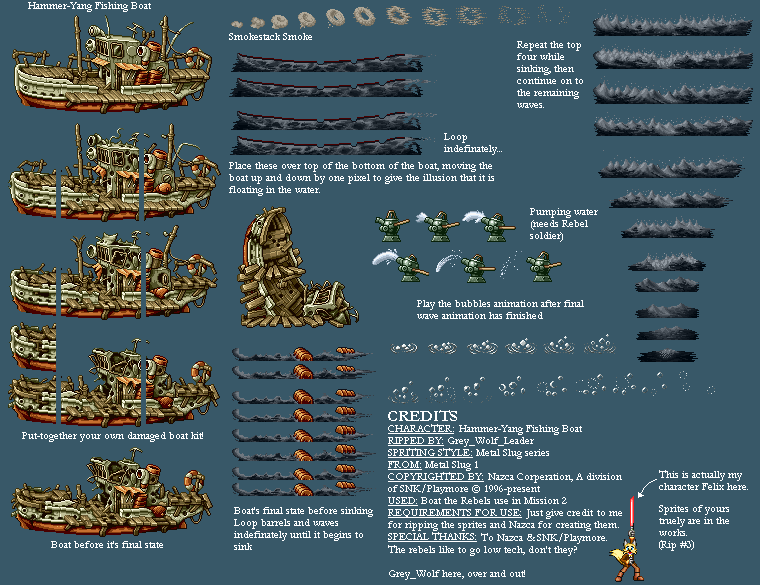 Hammer-Yang Fishing Boat
Smokestack Smoke
Repeat the top
four while
sinking, then
continue on to
the remaining
waves.
Loop
indefinately...
Place these over top of the bottom of the boat, moving the
boat up and down by one pixel to give the illusion that it is
floating in the water.
Pumping water
(needs Rebel
soldier)
Play the bubbles animation after final
wave animation has finished
Put-together your own damaged boat kit!
Boat before it's final state
Boat's final state before sinking
Loop barrels and waves
indefinately until it begins to
sink
CREDITS
CHARACTER: Hammer-Yang Fishing Boat
RIPPED BY: Grey_Wolf_Leader
SPRITING STYLE: Metal Slug series
FROM: Metal Slug 1
COPYRIGHTED BY: Nazca Corperation, A division
of SNK/Playmore © 1996-present
USED: Boat the Rebels use in Mission 2
REQUIREMENTS FOR USE: Just give credit to me
for ripping the sprites and Nazca for creating them.
SPECIAL THANKS: To Nazca & SNK/Playmore.
The rebels like to go low tech, don't they?
Grey_Wolf here, over and out!
This is actually my
character Felix here.
Sprites of yours
truely are in the
works.
(Rip #3)